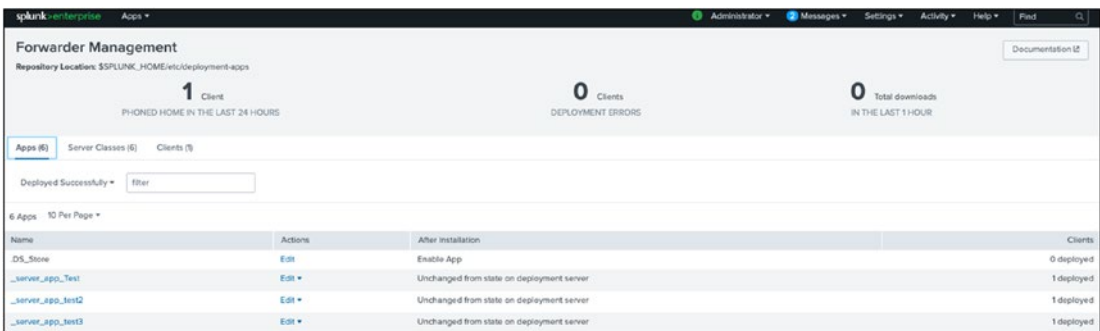 splunk>enterprise Apps Administrator 2 Messages Settings Activity Help Find
Forwarder Management
Documentation
Repository Location: $SPLUNK_HOME/etc/deployment-apps
1 Client
PHONED HOME IN THE LAST 24 HOURS
0 Clients
DEPLOYMENT ERRORS
0 Total downloads
IN THE LAST 1 HOUR
Apps (6) Server Classes (6) Clients (1)
Deployed Successfully filter
6 Apps 10 Per Page
Name Actions After Installation Clients
.DS_Store Edit Enable App 0 deployed
_server_app_Test Edit Unchanged from state on deployment server 1 deployed
_server_app_test2 Edit Unchanged from state on deployment server 1 deployed
_server_app_test3 Edit Unchanged from state on deployment server 1 deployed